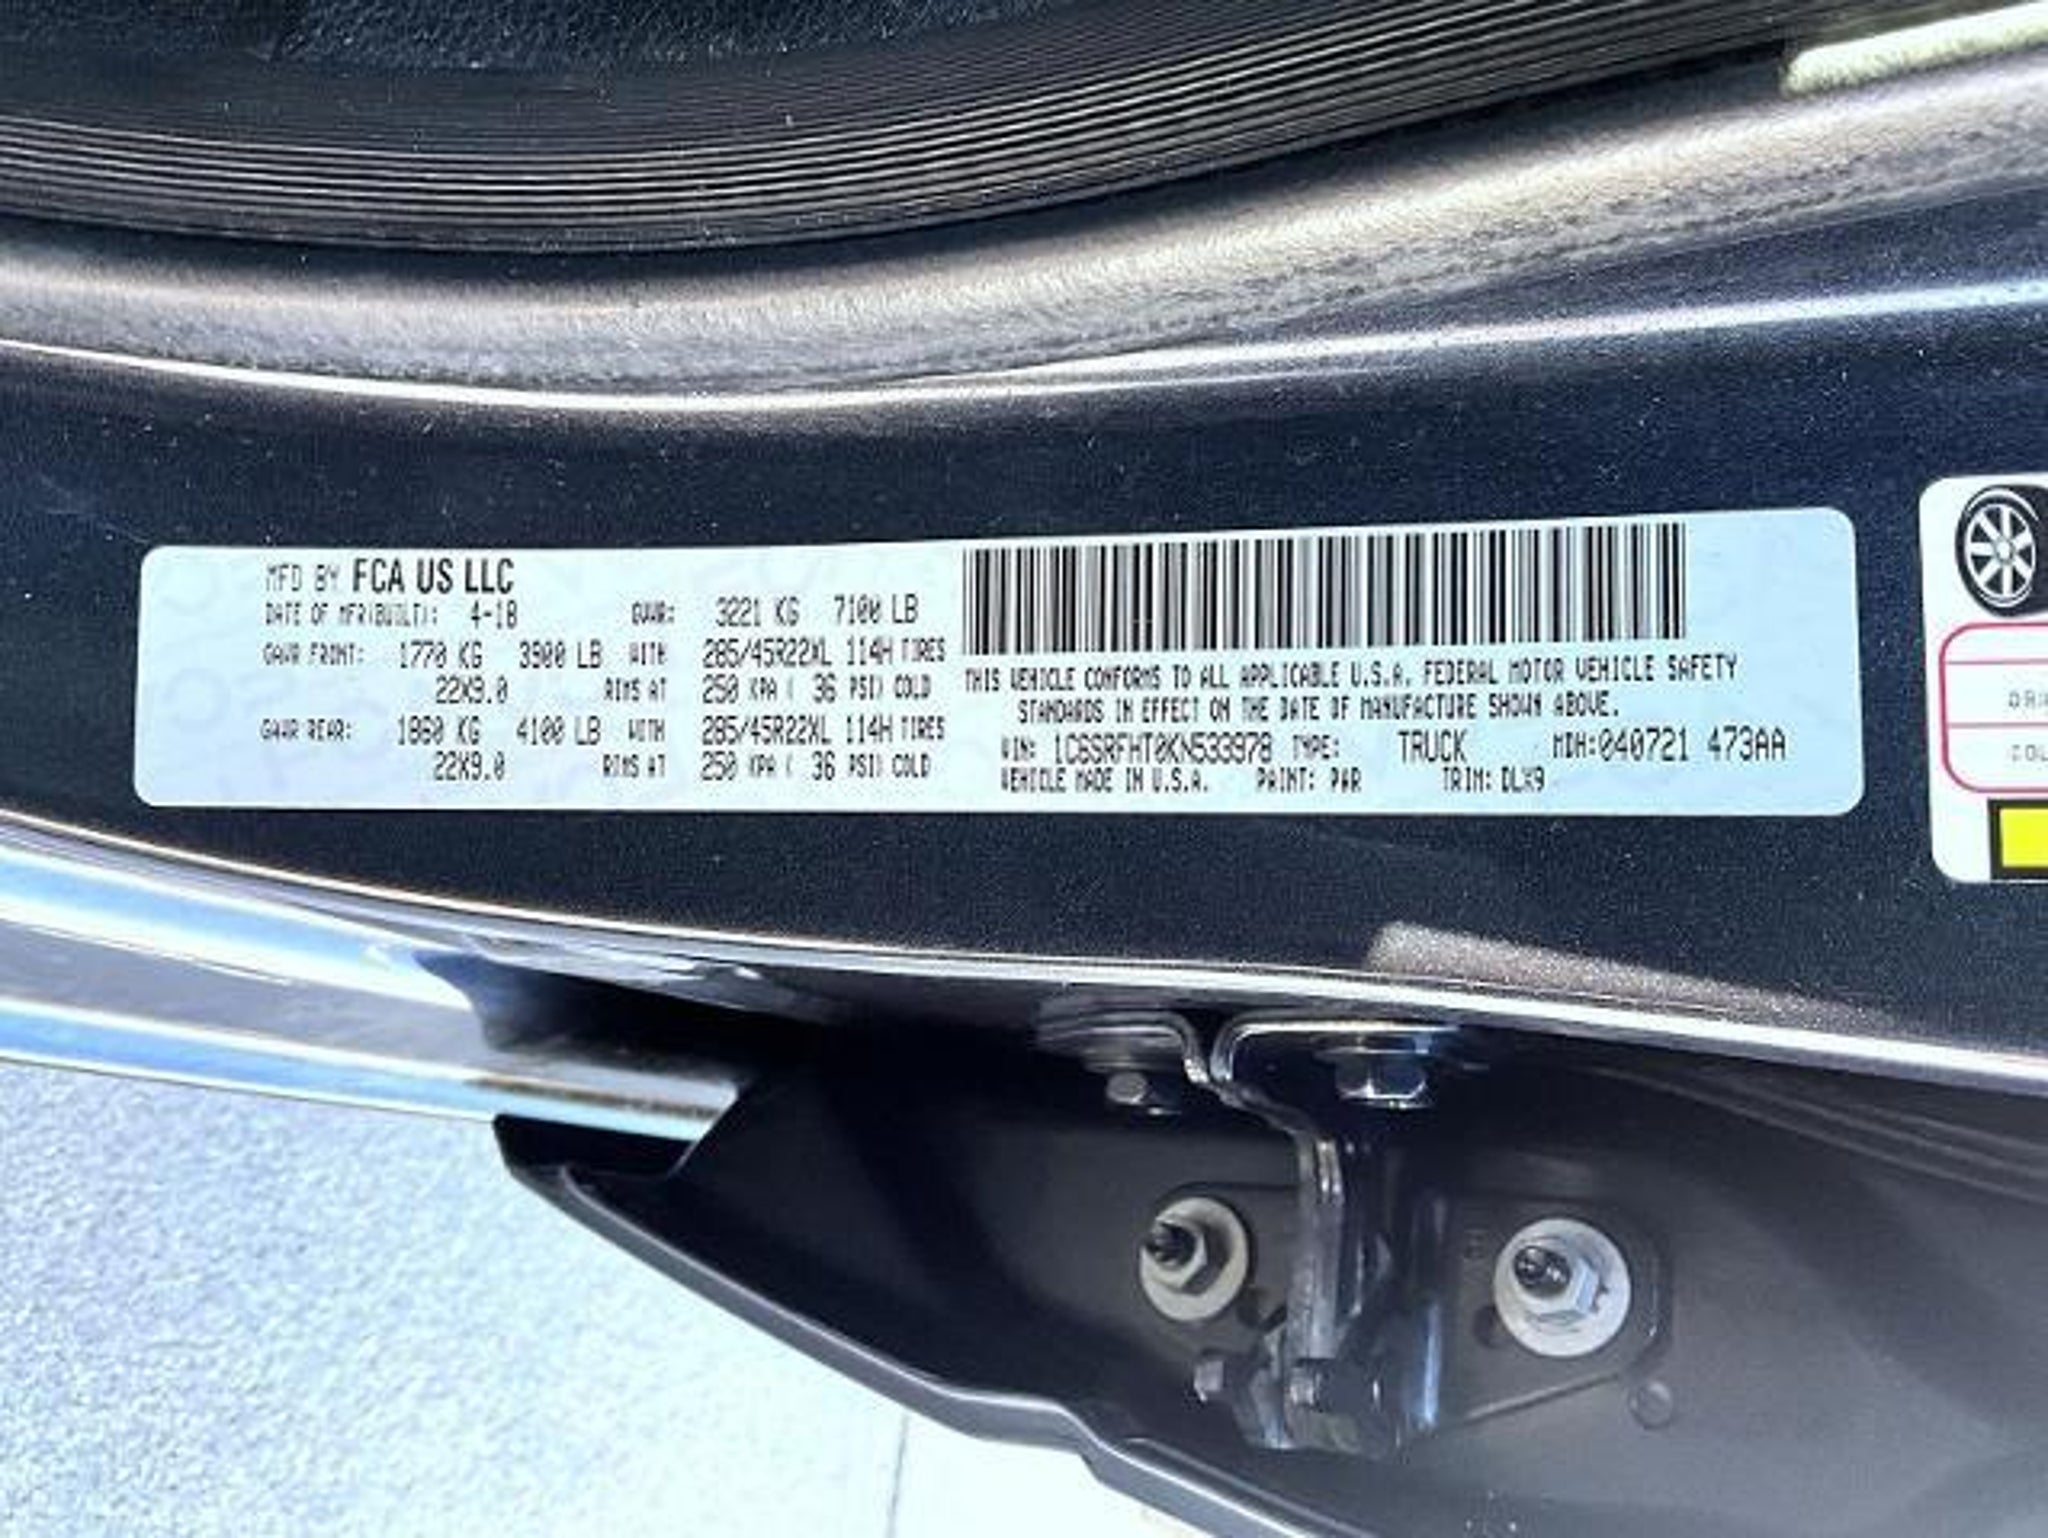 MFD BY FCA US LLC
DATE OF MFR(BUILT): 4-18 GVWR: 3221 KG 7100 LB
GAWR FRONT: 1770 KG 3900 LB WITH 285/45R22XL 114H TIRES
22X9.0 RIMS AT 250 KPA ( 36 PSI) COLD
GAWR REAR: 1860 KG 4100 LB WITH 285/45R22XL 114H TIRES
22X9.0 RIMS AT 250 KPA ( 36 PSI) COLD
THIS VEHICLE CONFORMS TO ALL APPLICABLE U.S.A. FEDERAL MOTOR VEHICLE SAFETY
STANDARDS IN EFFECT ON THE DATE OF MANUFACTURE SHOWN ABOVE.
VIN: 1C6SRFHT0KN533978 TYPE: TRUCK MDH:040721 473AA
VEHICLE MADE IN U.S.A. PAINT: PAR TRIM: DLX9